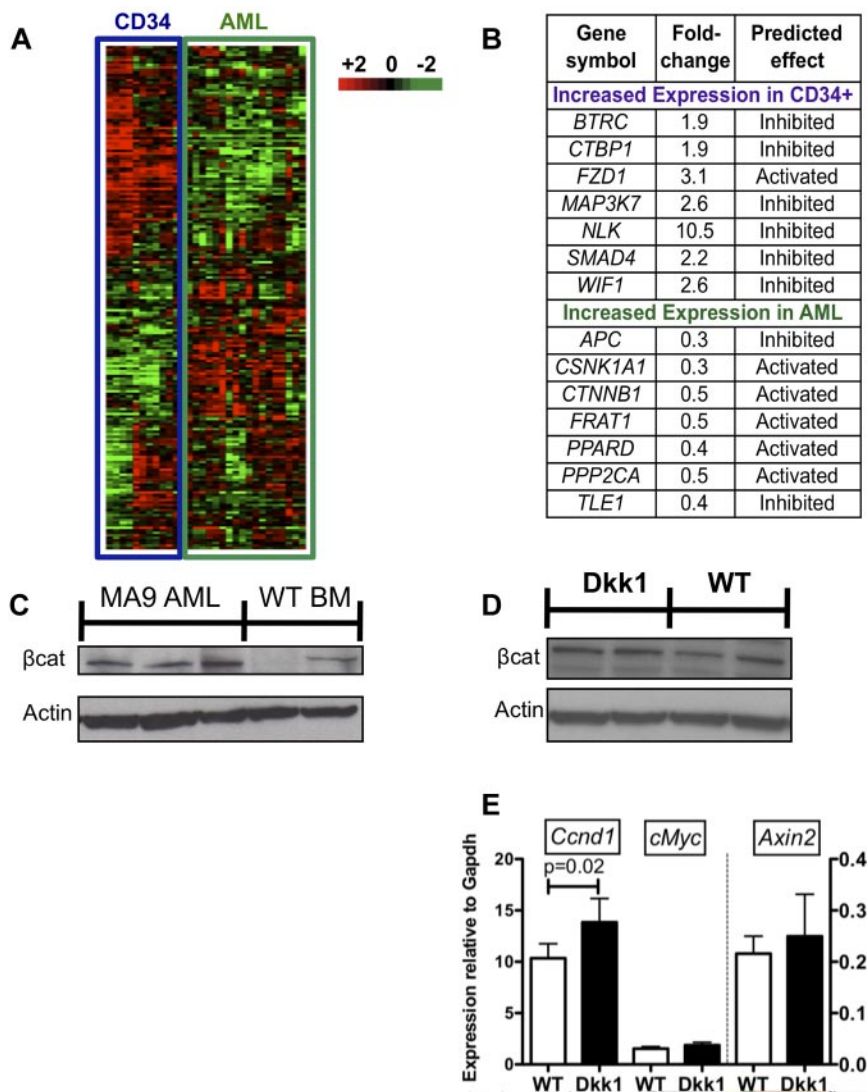 A
CD34 AML
+2 0 -2
B
Gene symbol Fold-change Predicted effect
Increased Expression in CD34+
BTRC 1.9 Inhibited
CTBP1 1.9 Inhibited
FZD1 3.1 Activated
MAP3K7 2.6 Inhibited
NLK 10.5 Inhibited
SMAD4 2.2 Inhibited
WIF1 2.6 Inhibited
Increased Expression in AML
APC 0.3 Inhibited
CSNK1A1 0.3 Activated
CTNNB1 0.5 Activated
FRAT1 0.5 Activated
PPARD 0.4 Activated
PPP2CA 0.5 Activated
TLE1 0.4 Inhibited
C
MA9 AML WT BM
βcat
Actin
D
Dkk1 WT
βcat
Actin
E
Ccnd1 cMyc Axin2
p=0.02
Expression relative to Gapdh
20 0.4
15 0.3
10 0.2
5 0.1
0 0.0
WT Dkk1 WT Dkk1 WT Dkk1